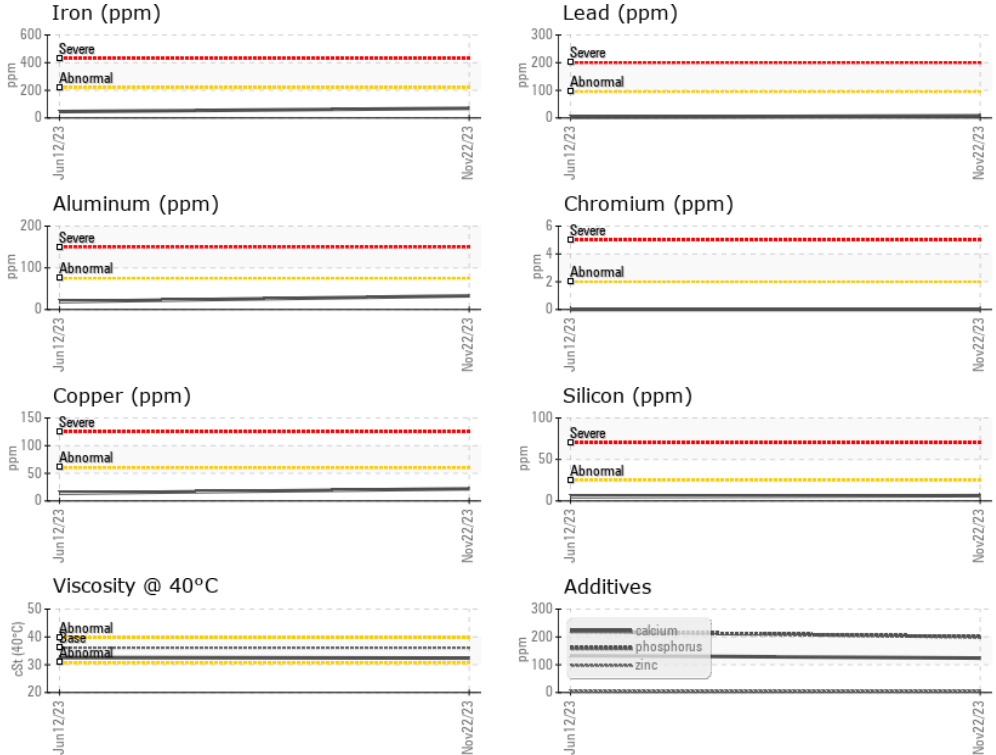 Iron (ppm)
600
400
200
0
ppm
Severe
Abnormal
Jun12/23
Nov22/23
Lead (ppm)
300
200
100
0
ppm
Severe
Abnormal
Jun12/23
Nov22/23
Aluminum (ppm)
200
100
0
ppm
Severe
Abnormal
Jun12/23
Nov22/23
Chromium (ppm)
6
4
2
0
ppm
Severe
Abnormal
Jun12/23
Nov22/23
Copper (ppm)
150
100
50
0
ppm
Severe
Abnormal
Jun12/23
Nov22/23
Silicon (ppm)
100
50
0
ppm
Severe
Abnormal
Jun12/23
Nov22/23
Viscosity @ 40°C
50
40
30
20
cSt (40°C)
Abnormal
Base
Abnormal
Jun12/23
Nov22/23
Additives
300
200
100
0
ppm
calcium
phosphorus
zinc
Jun12/23
Nov22/23